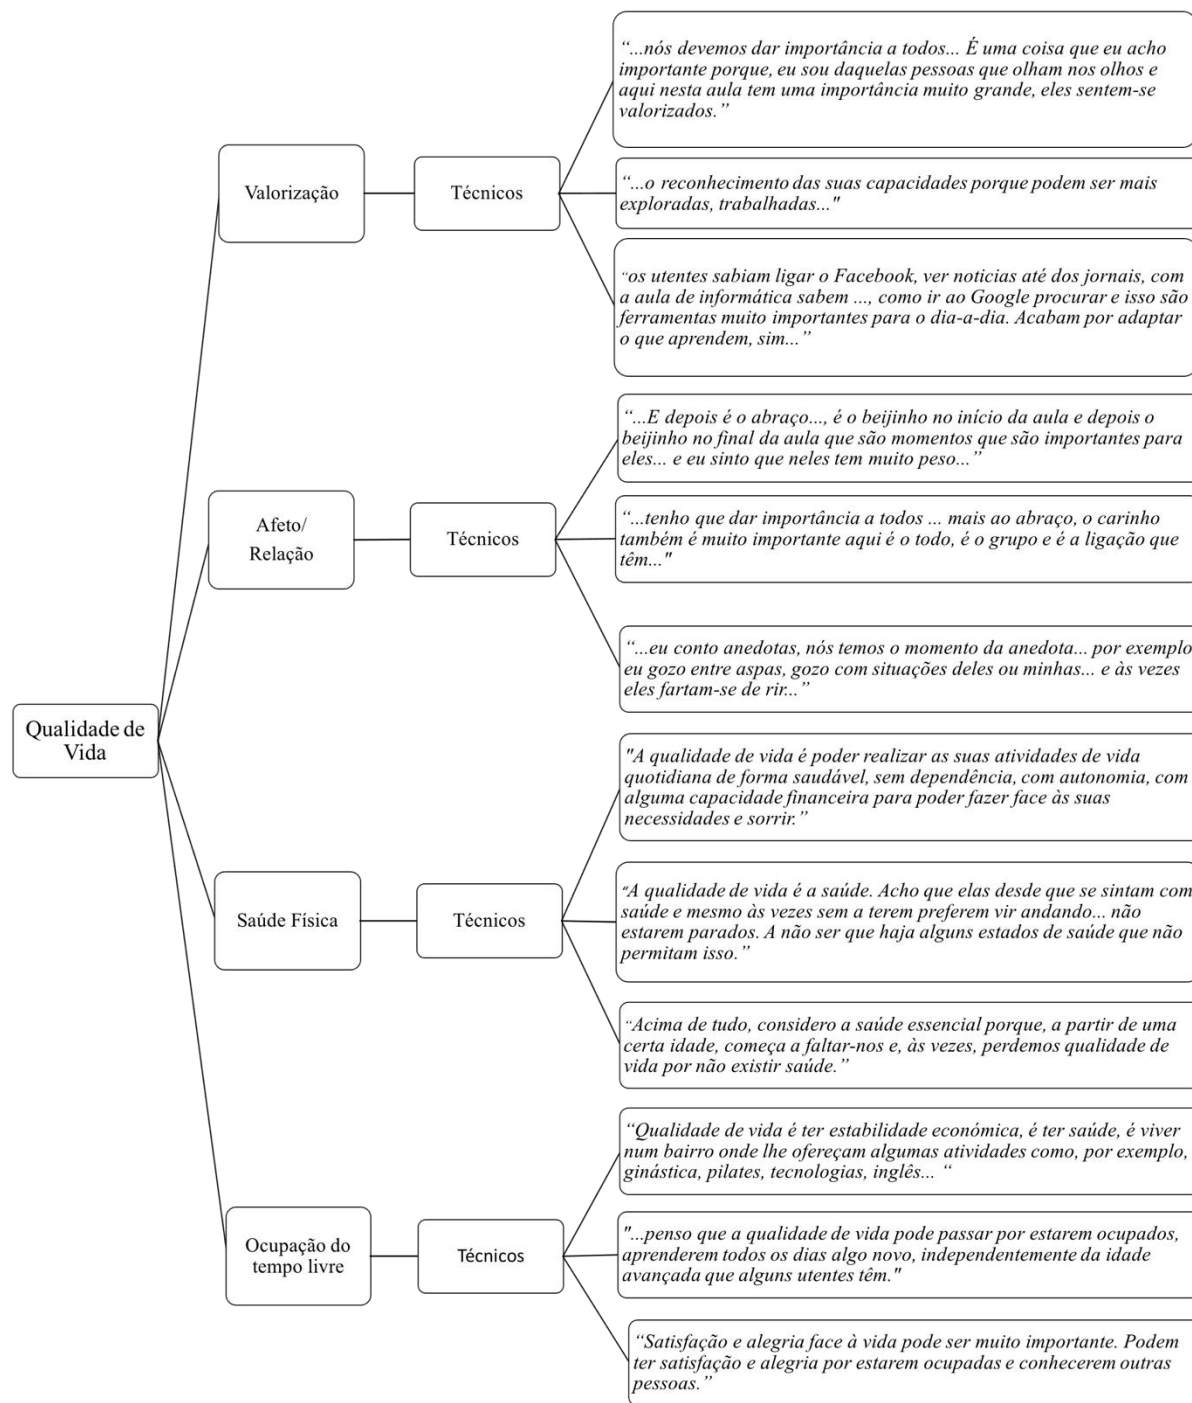 “...nós devemos dar importância a todos... É uma coisa que eu acho
importante porque, eu sou daquelas pessoas que olham nos olhos e
aqui nesta aula tem uma importância muito grande, eles sentem-se
valorizados.”
Valorização
Técnicos
“...o reconhecimento das suas capacidades porque podem ser mais
exploradas, trabalhadas..."
“os utentes sabiam ligar o Facebook, ver noticias até dos jornais, com
a aula de informática sabem ..., como ir ao Google procurar e isso são
ferramentas muito importantes para o dia-a-dia. Acabam por adaptar
o que aprendem, sim...”
“...E depois é o abraço..., é o beijinho no início da aula e depois o
beijinho no final da aula que são momentos que são importantes para
eles... e eu sinto que neles tem muito peso...”
Afeto/
Relação
Técnicos
“...tenho que dar importância a todos ... mais ao abraço, o carinho
também é muito importante aqui é o todo, é o grupo e é a ligação que
têm..."
“...eu conto anedotas, nós temos o momento da anedota... por exemplo
eu gozo entre aspas, gozo com situações deles ou minhas... e às vezes
eles fartam-se de rir...”
Qualidade de
Vida
"A qualidade de vida é poder realizar as suas atividades de vida
quotidiana de forma saudável, sem dependência, com autonomia, com
alguma capacidade financeira para poder fazer face às suas
necessidades e sorrir.”
Saúde Física
Técnicos
“A qualidade de vida é a saúde. Acho que elas desde que se sintam com
saúde e mesmo às vezes sem a terem preferem vir andando... não
estarem parados. A não ser que haja alguns estados de saúde que não
permitam isso.”
“Acima de tudo, considero a saúde essencial porque, a partir de uma
certa idade, começa a faltar-nos e, às vezes, perdemos qualidade de
vida por não existir saúde.”
“Qualidade de vida é ter estabilidade económica, é ter saúde, é viver
num bairro onde lhe ofereçam algumas atividades como, por exemplo,
ginástica, pilates, tecnologias, inglês... “
Ocupação do
tempo livre
Técnicos
"...penso que a qualidade de vida pode passar por estarem ocupados,
aprenderem todos os dias algo novo, independentemente da idade
avançada que alguns utentes têm."
“Satisfação e alegria face à vida pode ser muito importante. Podem
ter satisfação e alegria por estarem ocupadas e conhecerem outras
pessoas.”